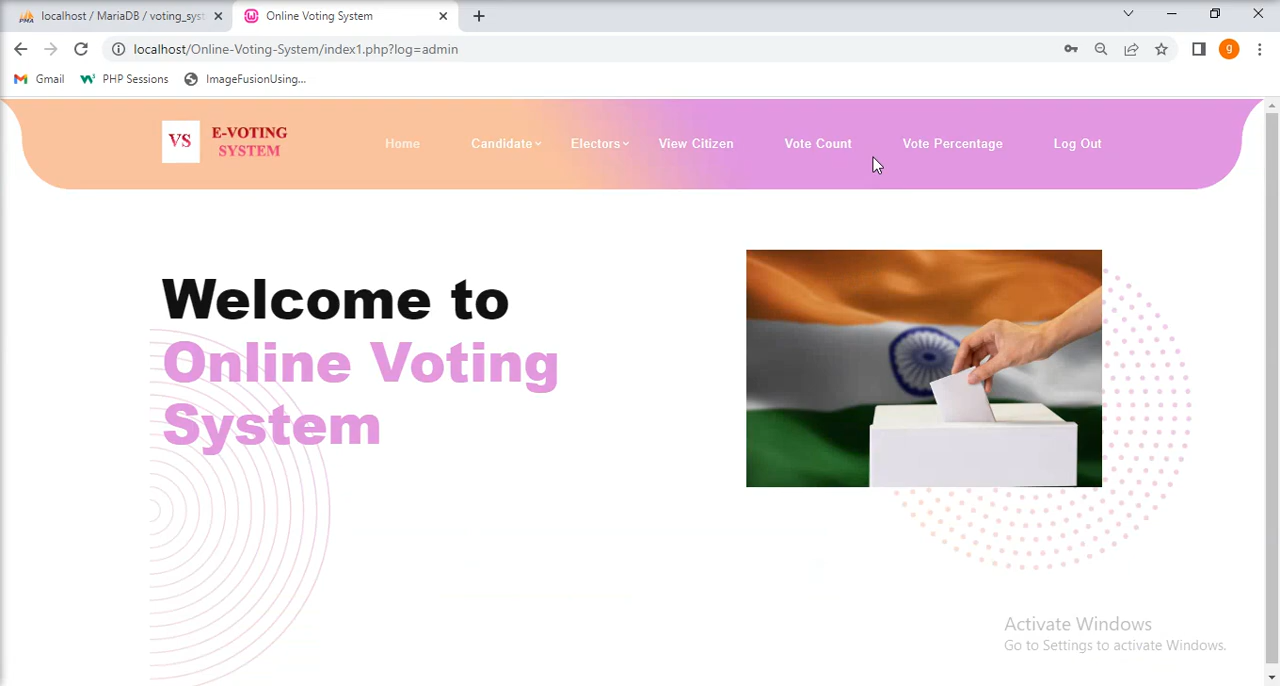 localhost / MariaDB / voting_syst
Online Voting System
localhost/Online-Voting-System/index1.php?log=admin
g
Gmail
PHP Sessions
ImageFusionUsing...
VS
E-VOTING
SYSTEM
Home
Candidate
Electors
View Citizen
Vote Count
Vote Percentage
Log Out
Welcome to
Online Voting
System
Activate Windows
Go to Settings to activate Windows.